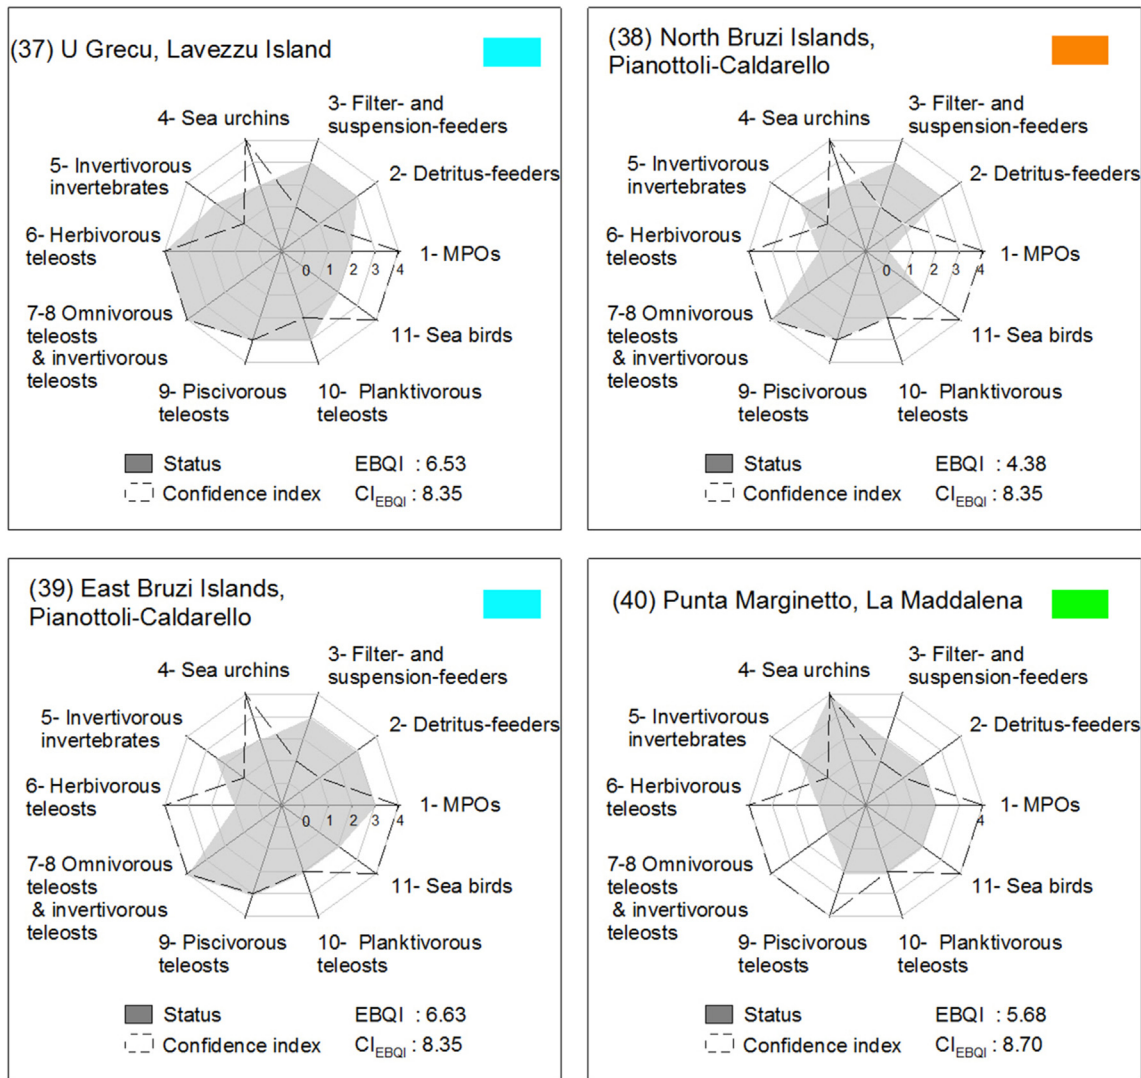 (37) U Grecu, Lavezzu Island
4- Sea urchins
3- Filter- and
suspension-feeders
5- Invertivorous
invertebrates
2- Detritus-feeders
6- Herbivorous
teleosts
0 1 2 3 4
1- MPOs
7-8 Omnivorous
teleosts
& invertivorous
teleosts
11- Sea birds
9- Piscivorous
teleosts
10- Planktivorous
teleosts
Status
EBQI : 6.53
Confidence index
CIEBQI : 8.35
(38) North Bruzi Islands,
Pianottoli-Caldarello
4- Sea urchins
3- Filter- and
suspension-feeders
5- Invertivorous
invertebrates
2- Detritus-feeders
6- Herbivorous
teleosts
0 1 2 3 4
1- MPOs
7-8 Omnivorous
teleosts
& invertivorous
teleosts
11- Sea birds
9- Piscivorous
teleosts
10- Planktivorous
teleosts
Status
EBQI : 4.38
Confidence index
CIEBQI : 8.35
(39) East Bruzi Islands,
Pianottoli-Caldarello
4- Sea urchins
3- Filter- and
suspension-feeders
5- Invertivorous
invertebrates
2- Detritus-feeders
6- Herbivorous
teleosts
0 1 2 3 4
1- MPOs
7-8 Omnivorous
teleosts
& invertivorous
teleosts
11- Sea birds
9- Piscivorous
teleosts
10- Planktivorous
teleosts
Status
EBQI : 6.63
Confidence index
CIEBQI : 8.35
(40) Punta Marginetto, La Maddalena
4- Sea urchins
3- Filter- and
suspension-feeders
5- Invertivorous
invertebrates
2- Detritus-feeders
6- Herbivorous
teleosts
4
1- MPOs
7-8 Omnivorous
teleosts
& invertivorous
teleosts
11- Sea birds
9- Piscivorous
teleosts
10- Planktivorous
teleosts
Status
EBQI : 5.68
Confidence index
CIEBQI : 8.70